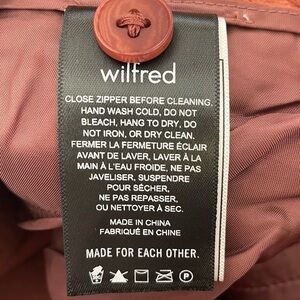 wilfred
CLOSE ZIPPER BEFORE CLEANING.
HAND WASH COLD, DO NOT
BLEACH, HANG TO DRY, DO
NOT IRON, OR DRY CLEAN.
FERMER LA FERMETURE ÉCLAIR
AVANT DE LAVER, LAVER À LA
MAIN À L'EAU FROIDE, NE PAS
JAVELISER, SUSPENDRE
POUR SÉCHER,
NE PAS REPASSER,
OU NETTOYER À SEC.
MADE IN CHINA
FABRIQUÉ EN CHINE
MADE FOR EACH OTHER.
P